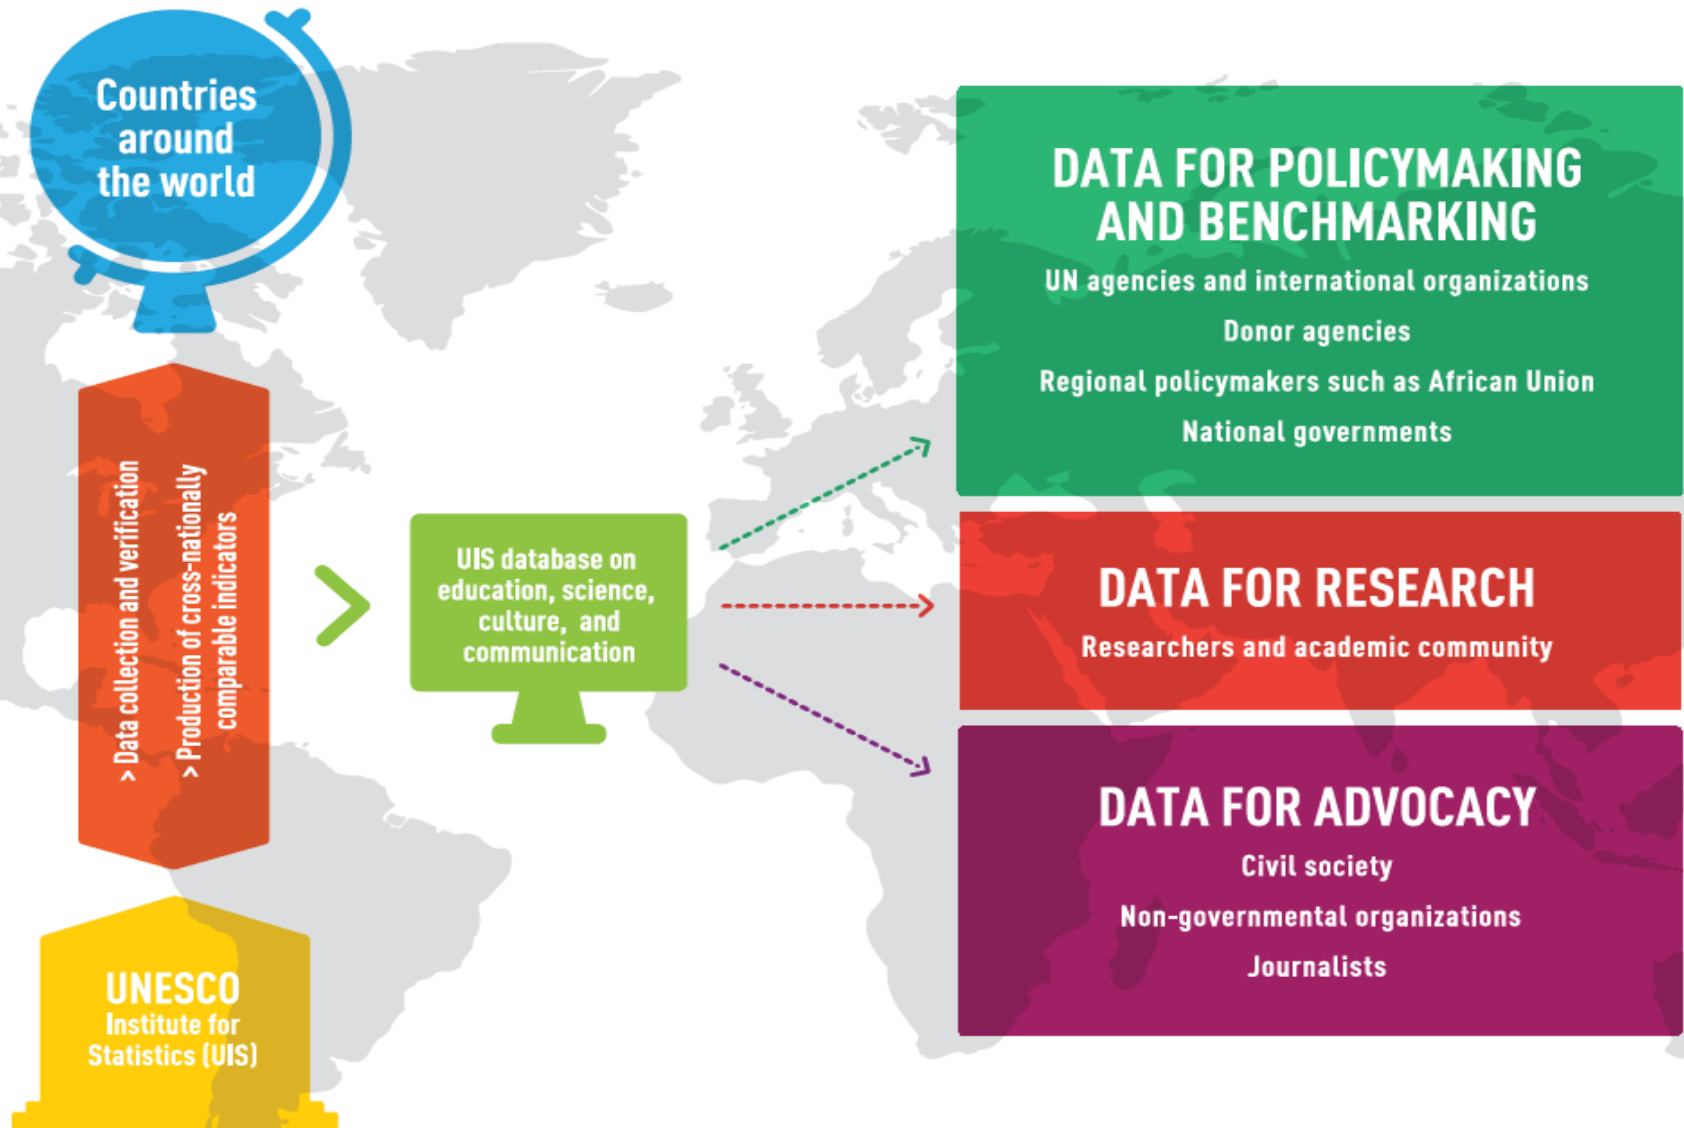 Countries
around
the world
> Data collection and verification
> Production of cross-nationally
comparable indicators
UNESCO
Institute for
Statistics (UIS)
UIS database on
education, science,
culture, and
communication
DATA FOR POLICYMAKING
AND BENCHMARKING
UN agencies and international organizations
Donor agencies
Regional policymakers such as African Union
National governments
DATA FOR RESEARCH
Researchers and academic community
DATA FOR ADVOCACY
Civil society
Non-governmental organizations
Journalists